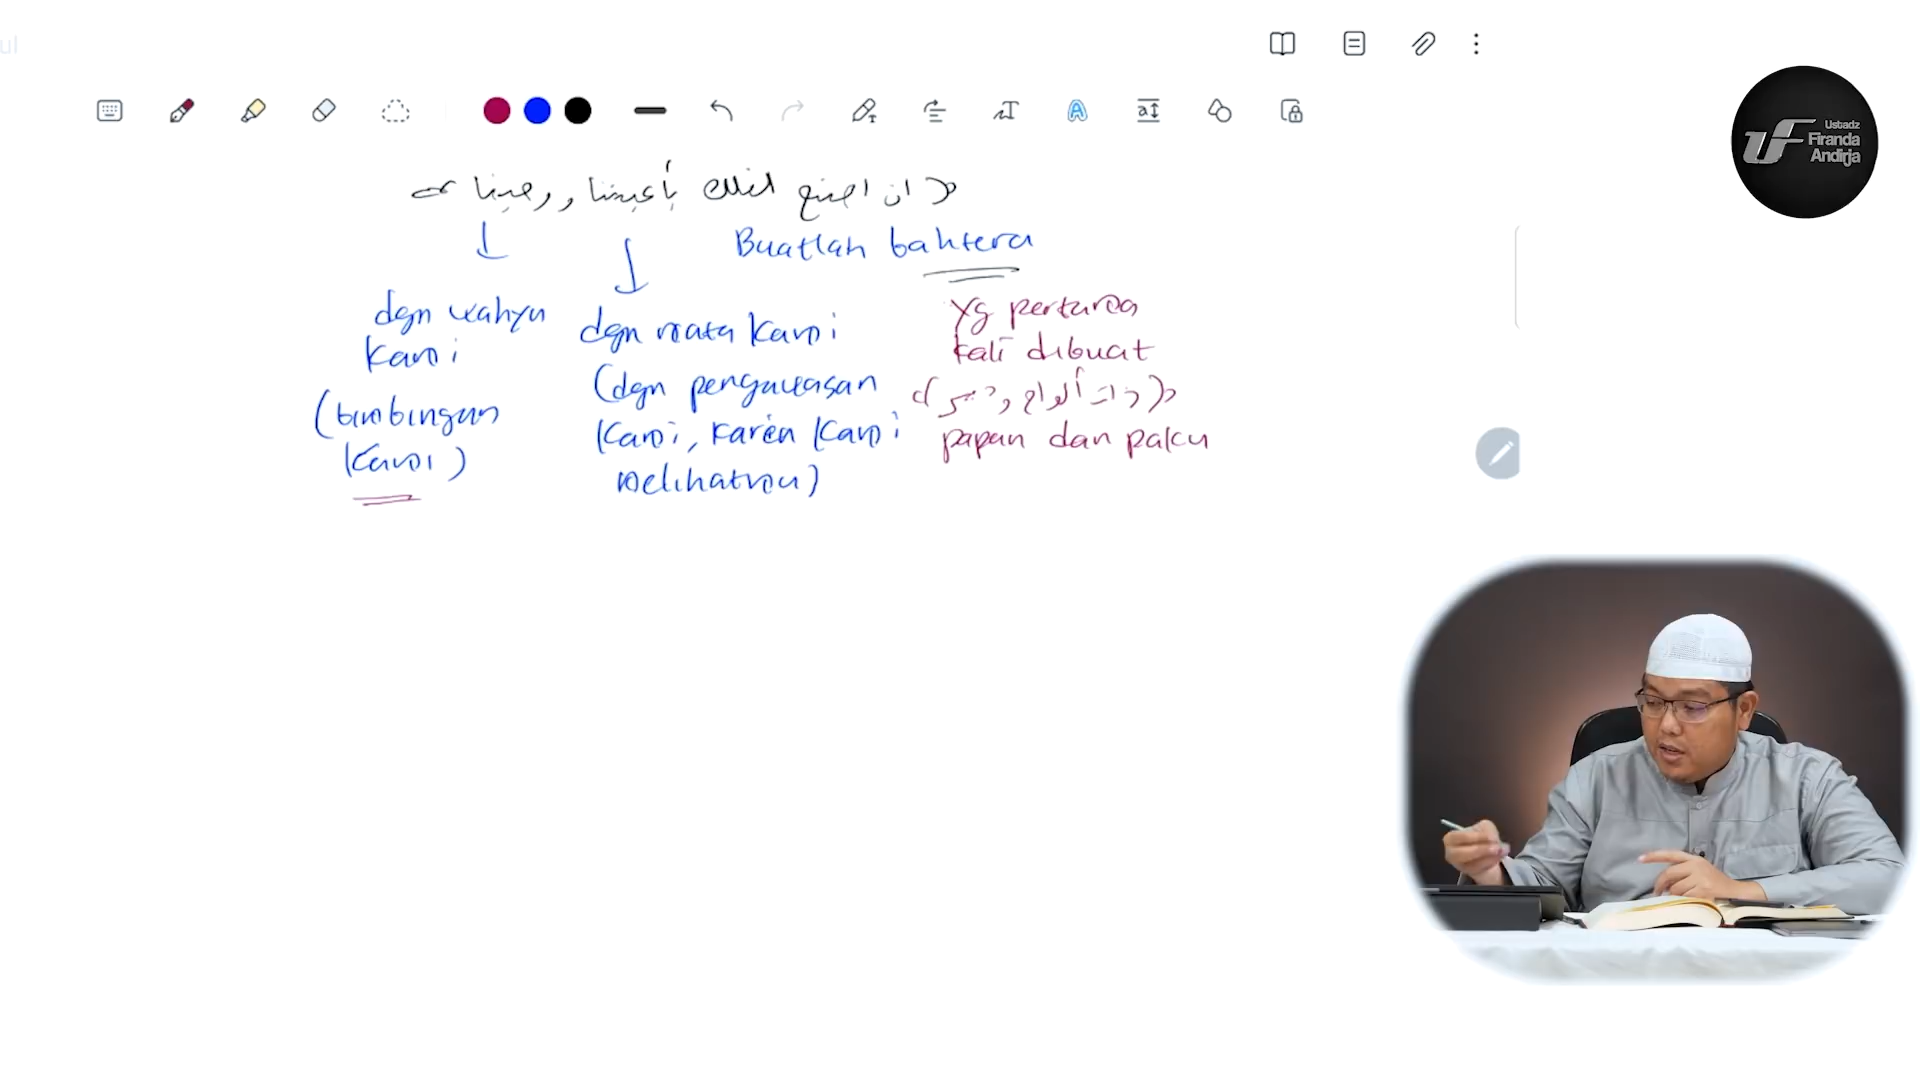 Ustadz
Firanda
Andirja
ان اصنع الفلك بأعيننا ووحينا
Buatlah bahtera
dgn wahyu
kami
(bimbingan
kami)
dgn mata kami
(dgn pengawasan
kami, karena kami
melihatmu)
yg pertama
kali dibuat
ذات ألواح ودسر
papan dan paku